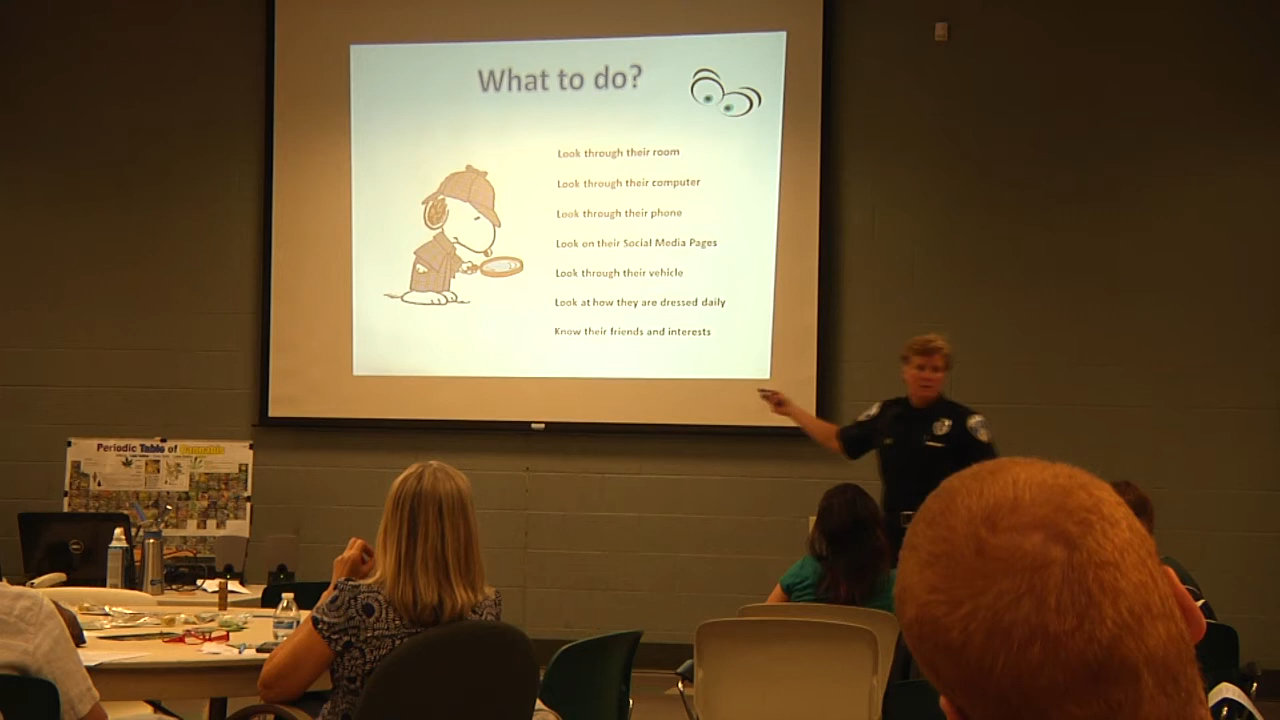 What to do?
Look through their room
Look through their computer
Look through their phone
Look on their Social Media Pages
Look through their vehicle
Look at how they are dressed daily
Know their friends and interests
Periodic Table of Cannabis